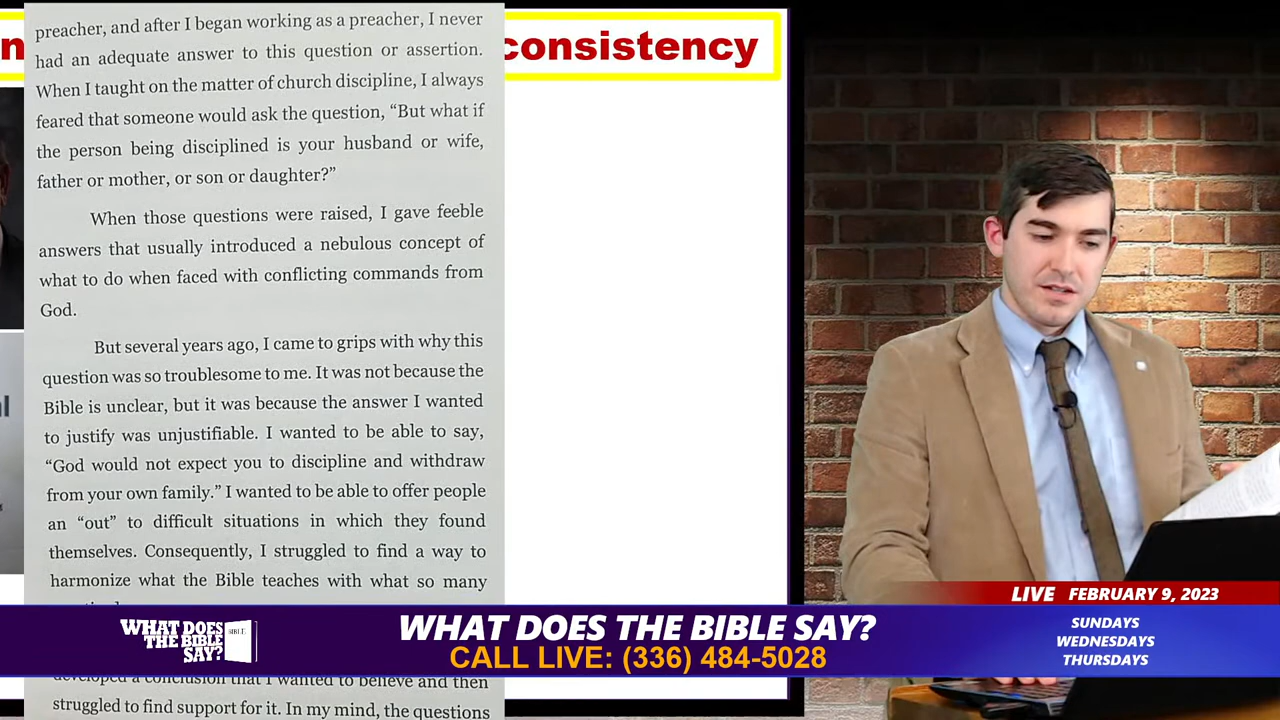 consistency
preacher, and after I began working as a preacher, I never
had an adequate answer to this question or assertion.
When I taught on the matter of church discipline, I always
feared that someone would ask the question, “But what if
the person being disciplined is your husband or wife,
father or mother, or son or daughter?”
When those questions were raised, I gave feeble
answers that usually introduced a nebulous concept of
what to do when faced with conflicting commands from
God.
But several years ago, I came to grips with why this
question was so troublesome to me. It was not because the
Bible is unclear, but it was because the answer I wanted
to justify was unjustifiable. I wanted to be able to say,
“God would not expect you to discipline and withdraw
from your own family.” I wanted to be able to offer people
an “out” to difficult situations in which they found
themselves. Consequently, I struggled to find a way to
harmonize what the Bible teaches with what so many
developed a conclusion that I wanted to believe and then
struggled to find support for it. In my mind, the questions
LIVE FEBRUARY 9, 2023
WHAT DOES
THE BIBLE
SAY?
BIBLE
WHAT DOES THE BIBLE SAY?
CALL LIVE: (336) 484-5028
SUNDAYS
WEDNESDAYS
THURSDAYS